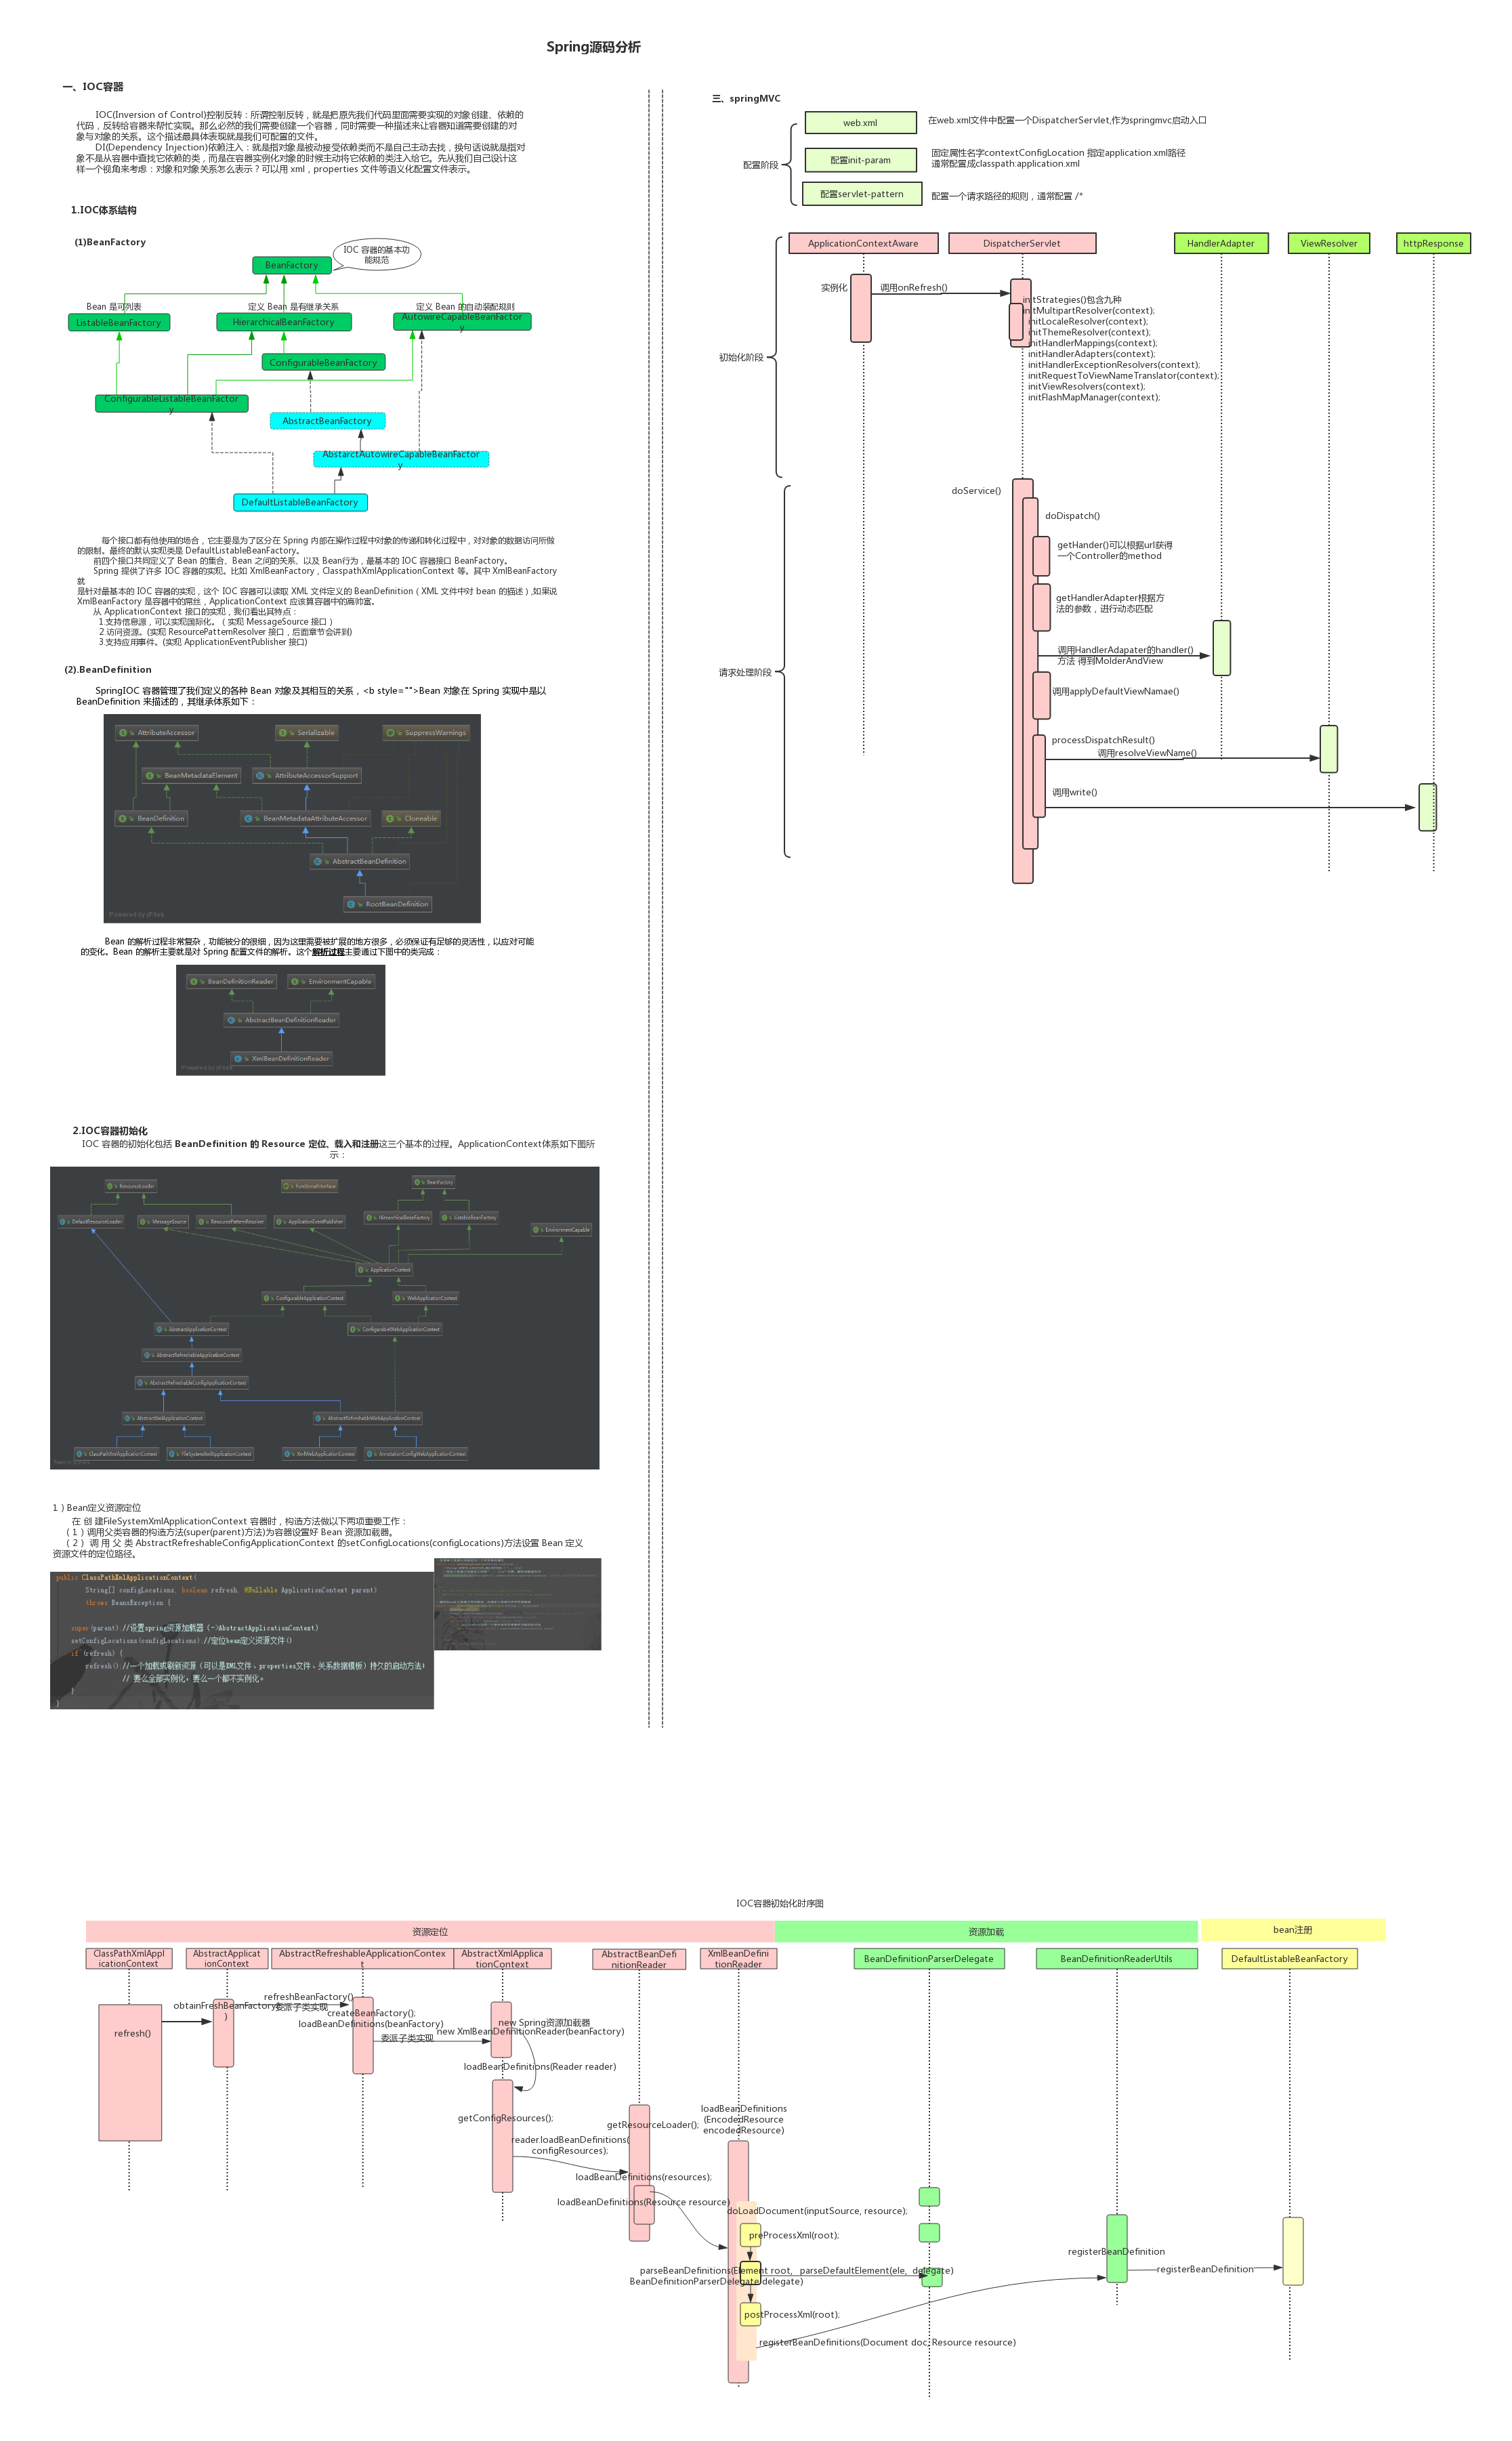 Spring源码分析
一、IOC容器
IOC(Inversion of Control)控制反转：所谓控制反转，就是把原先我们代码里面需要实现的对象创建、依赖的
代码，反转给容器来帮忙实现。那么必然的我们需要创建一个容器，同时需要一种描述来让容器知道需要创建的对
象与对象的关系。这个描述最具体表现就是我们可配置的文件。
DI(Dependency Injection)依赖注入：就是指对象是被动接受依赖类而不是自己主动去找，换句话说就是指对
象不是从容器中查找它依赖的类，而是在容器实例化对象的时候主动将它依赖的类注入给它。先从我们自己设计这
样一个视角来考虑：对象和对象关系怎么表示？可以用 xml，properties 文件等语义化配置文件表示。
1.IOC体系结构
(1)BeanFactory
IOC 容器的基本功
能规范
BeanFactory
Bean 是可列表
定义 Bean 是有继承关系
定义 Bean 的自动装配规则
ListableBeanFactory
HierarchicalBeanFactory
AutowireCapableBeanFactor
y
ConfigurableBeanFactory
ConfigurableListableBeanFactor
y
AbstractBeanFactory
AbstarctAutowireCapableBeanFactor
y
DefaultListableBeanFactory
每个接口都有他使用的场合，它主要是为了区分在 Spring 内部在操作过程中对象的传递和转化过程中，对对象的数据访问所做
的限制。最终的默认实现类是 DefaultListableBeanFactory。
前四个接口共同定义了 Bean 的集合、Bean 之间的关系、以及 Bean行为，最基本的 IOC 容器接口 BeanFactory。
Spring 提供了许多 IOC 容器的实现。比如 XmlBeanFactory，ClasspathXmlApplicationContext 等。其中 XmlBeanFactory
就
是针对最基本的 IOC 容器的实现，这个 IOC 容器可以读取 XML 文件定义的 BeanDefinition（XML 文件中对 bean 的描述）,如果说
XmlBeanFactory 是容器中的屌丝，ApplicationContext 应该算容器中的高帅富。
从 ApplicationContext 接口的实现，我们看出其特点：
1.支持信息源，可以实现国际化。（实现 MessageSource 接口）
2.访问资源。(实现 ResourcePatternResolver 接口，后面章节会讲到)
3.支持应用事件。(实现 ApplicationEventPublisher 接口)
(2).BeanDefinition
SpringIOC 容器管理了我们定义的各种 Bean 对象及其相互的关系，<b style="">Bean 对象在 Spring 实现中是以
BeanDefinition 来描述的，其继承体系如下：
AttributeAccessor
Serializable
SuppressWarnings
BeanMetadataElement
AttributeAccessorSupport
BeanDefinition
BeanMetadataAttributeAccessor
Cloneable
AbstractBeanDefinition
RootBeanDefinition
Powered by yFiles
Bean 的解析过程非常复杂，功能被分的很细，因为这里需要被扩展的地方很多，必须保证有足够的灵活性，以应对可能
的变化。Bean 的解析主要就是对 Spring 配置文件的解析。这个解析过程主要通过下图中的类完成：
BeanDefinitionReader
EnvironmentCapable
AbstractBeanDefinitionReader
XmlBeanDefinitionReader
Powered by yFiles
2.IOC容器初始化
IOC 容器的初始化包括 BeanDefinition 的 Resource 定位、载入和注册这三个基本的过程。ApplicationContext体系如下图所
示：
ResourceLoader
FunctionalInterface
BeanFactory
DefaultResourceLoader
MessageSource
ResourcePatternResolver
ApplicationEventPublisher
HierarchicalBeanFactory
ListableBeanFactory
EnvironmentCapable
ApplicationContext
ConfigurableApplicationContext
WebApplicationContext
AbstractApplicationContext
ConfigurableWebApplicationContext
AbstractRefreshableApplicationContext
AbstractRefreshableConfigApplicationContext
AbstractXmlApplicationContext
AbstractRefreshableWebApplicationContext
ClassPathXmlApplicationContext
FileSystemXmlApplicationContext
XmlWebApplicationContext
AnnotationConfigWebApplicationContext
1）Bean定义资源定位
在 创 建FileSystemXmlApplicationContext 容器时，构造方法做以下两项重要工作：
（1）调用父类容器的构造方法(super(parent)方法)为容器设置好 Bean 资源加载器。
（ 2 ） 调 用 父 类 AbstractRefreshableConfigApplicationContext 的setConfigLocations(configLocations)方法设置 Bean 定义
资源文件的定位路径。
public ClassPathXmlApplicationContext(
String[] configLocations, boolean refresh, @Nullable ApplicationContext parent)
throws BeansException {
super(parent);//设置spring资源加载器（->AbstractApplicationContext）
setConfigLocations(configLocations);//定位bean定义资源文件()
if (refresh) {
refresh();//一个加载或刷新资源（可以是XML文件、properties文件、关系数据模板）持久的启动方法;
// 要么全部实例化，要么一个都不实例化。
}
}
三、springMVC
配置阶段
web.xml
在web.xml文件中配置一个DispatcherServlet,作为springmvc启动入口
配置init-param
固定属性名字contextConfigLocation 指定application.xml路径
通常配置成classpath:application.xml
配置servlet-pattern
配置一个请求路径的规则，通常配置 /*
ApplicationContextAware
DispatcherServlet
HandlerAdapter
ViewResolver
httpResponse
初始化阶段
实例化
调用onRefresh()
initStrategies()包含九种
initMultipartResolver(context);
initLocaleResolver(context);
initThemeResolver(context);
initHandlerMappings(context);
initHandlerAdapters(context);
initHandlerExceptionResolvers(context);
initRequestToViewNameTranslator(context);
initViewResolvers(context);
initFlashMapManager(context);
请求处理阶段
doService()
doDispatch()
getHander()可以根据url获得
一个Controller的method
getHandlerAdapter根据方
法的参数，进行动态匹配
调用HandlerAdapater的handler()
方法 得到MolderAndView
调用applyDefaultViewNamae()
processDispatchResult()
调用resolveViewName()
调用write()
IOC容器初始化时序图
资源定位
资源加载
bean注册
ClassPathXmlAppl
icationContext
AbstractApplicat
ionContext
AbstractRefreshableApplicationContex
t
AbstractXmlApplica
tionContext
AbstractBeanDefi
nitionReader
XmlBeanDefini
tionReader
BeanDefinitionParserDelegate
BeanDefinitionReaderUtils
DefaultListableBeanFactory
refresh()
obtainFreshBeanFactory(
)
refreshBeanFactory()
委派子类实现
createBeanFactory();
loadBeanDefinitions(beanFactory)
委派子类实现
new Spring资源加载器
new XmlBeanDefinitionReader(beanFactory)
loadBeanDefinitions(Reader reader)
getConfigResources();
reader.loadBeanDefinitions(
configResources);
getResourceLoader();
loadBeanDefinitions(resources);
loadBeanDefinitions(Resource resource)
loadBeanDefinitions
(EncodedResource
encodedResource)
doLoadDocument(inputSource, resource);
preProcessXml(root);
parseBeanDefinitions(Element root,
BeanDefinitionParserDelegate delegate)
parseDefaultElement(ele, delegate)
postProcessXml(root);
registerBeanDefinitions(Document doc, Resource resource)
registerBeanDefinition
registerBeanDefinition